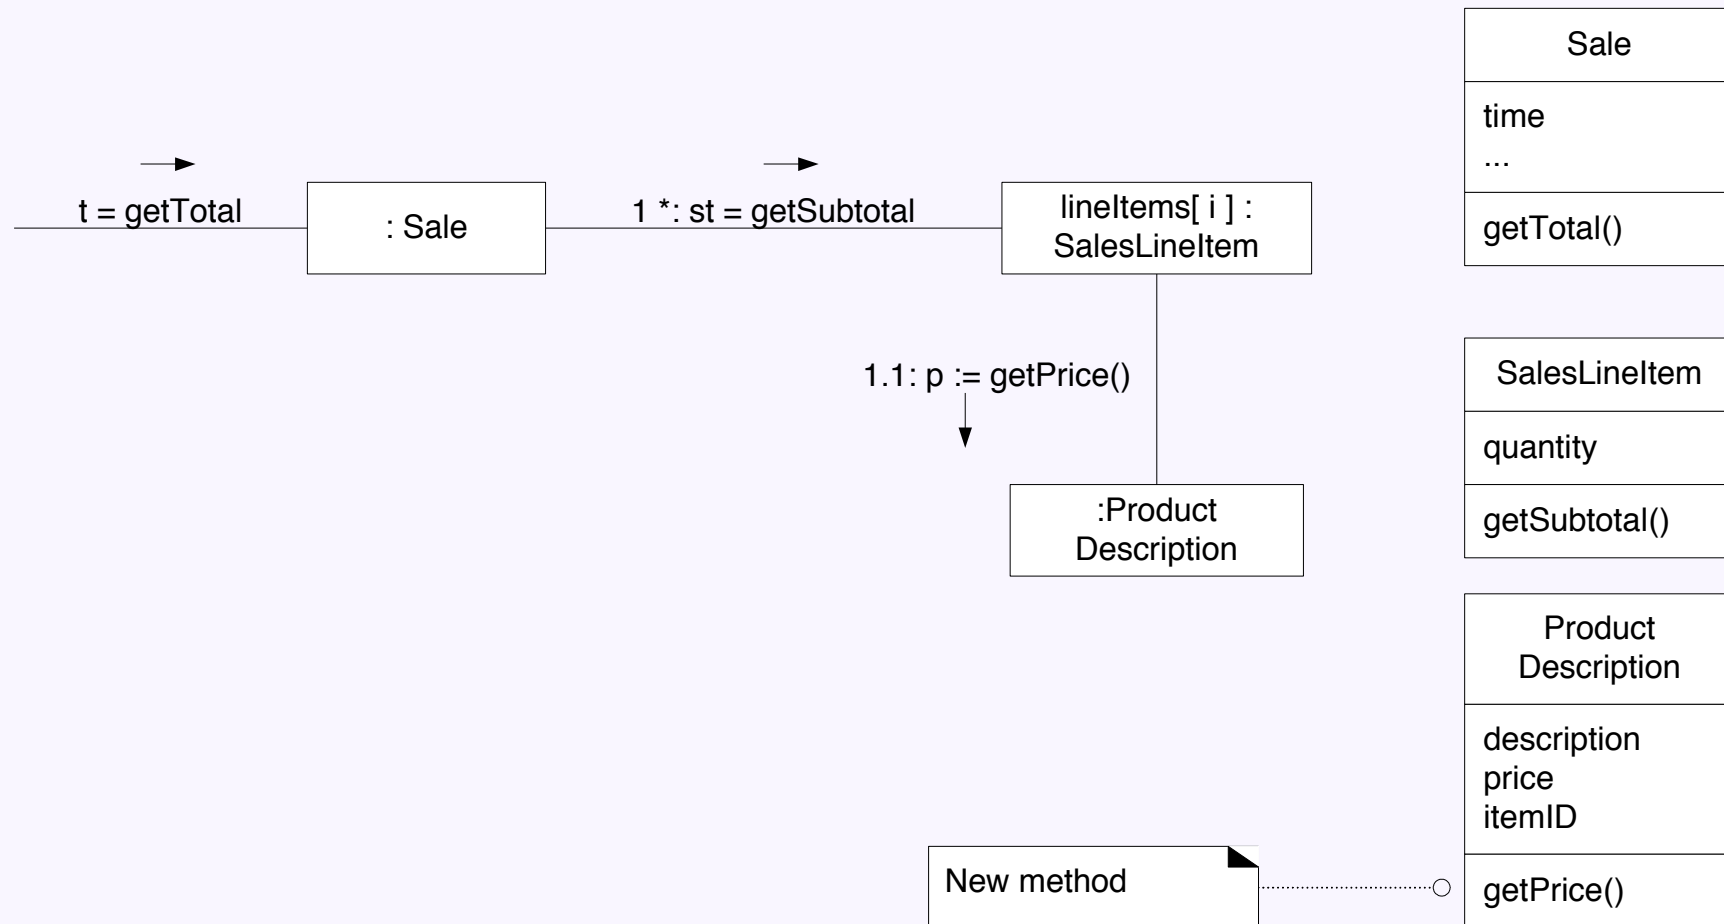 t = getTotal
: Sale
1 *: st = getSubtotal
lineItems[ i ] :
SalesLineItem
1.1: p := getPrice()
:Product
Description
Sale
time
...
getTotal()
SalesLineItem
quantity
getSubtotal()
Product
Description
description
price
itemID
getPrice()
New method